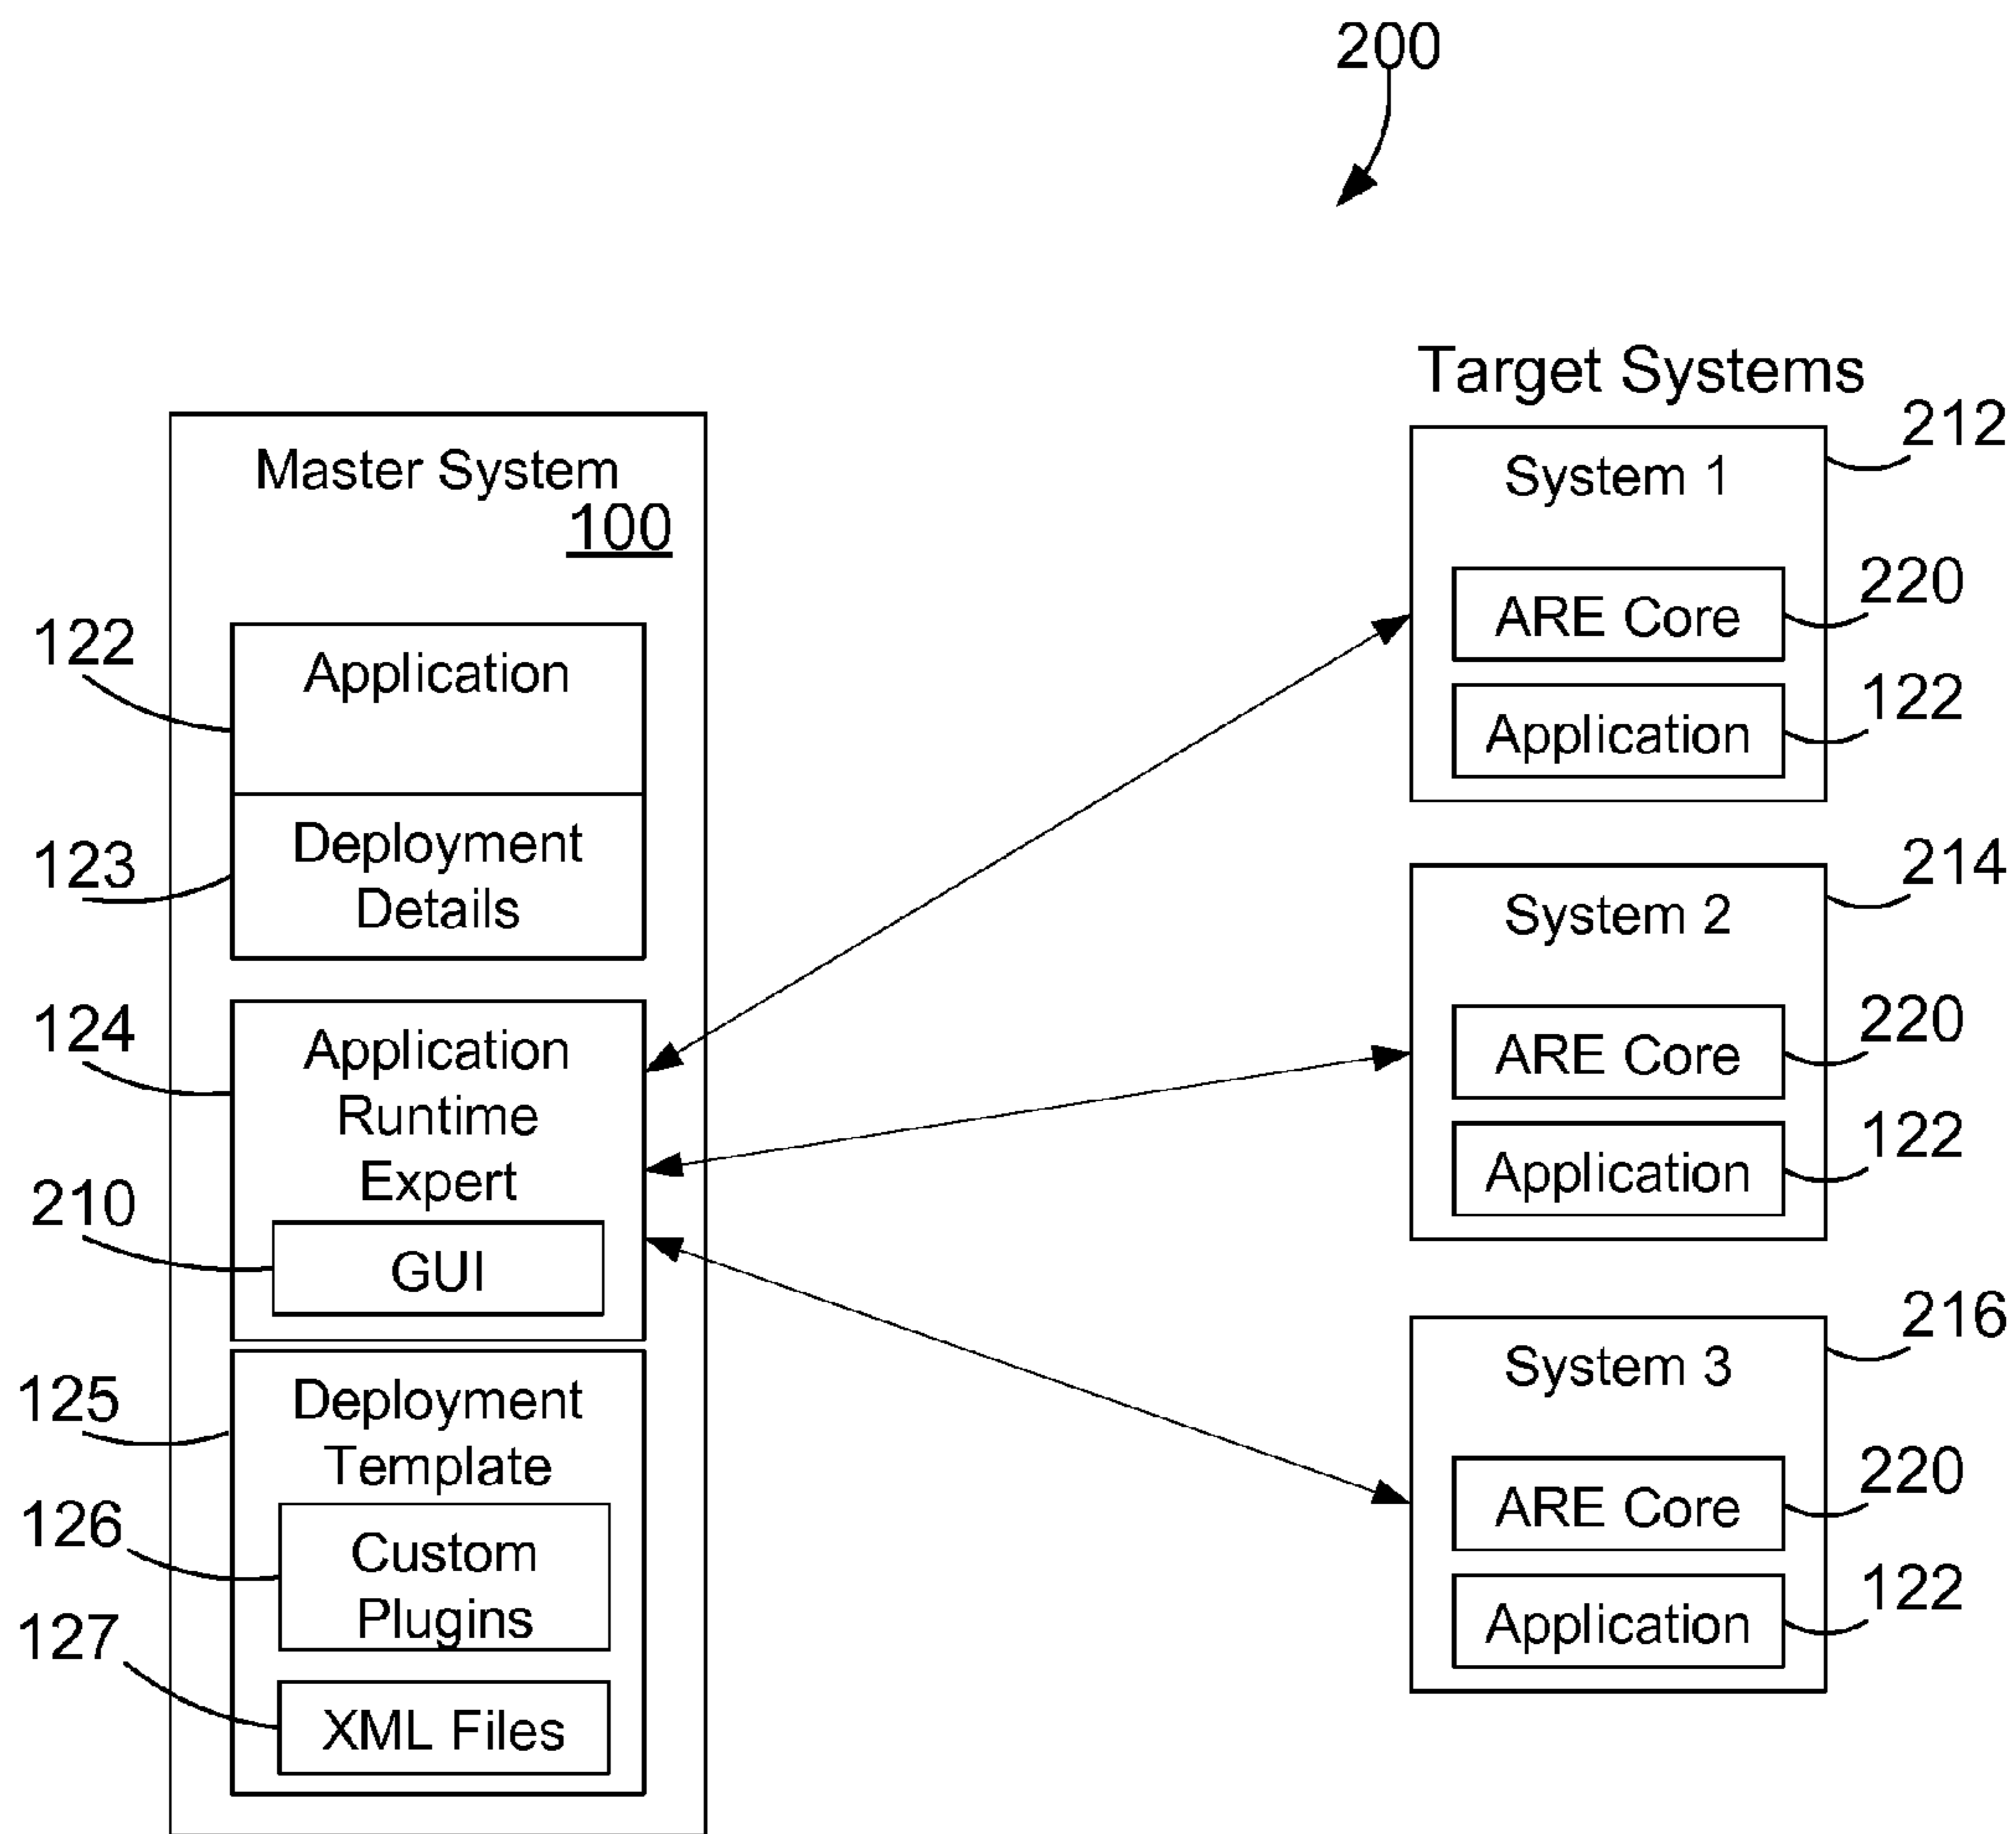 200
Target Systems
Master System
100
122
Application
123
Deployment
Details
124
Application
Runtime
Expert
210
GUI
125
Deployment
Template
126
Custom
Plugins
127
XML Files
212
System 1
ARE Core
220
Application
122
214
System 2
ARE Core
220
Application
122
216
System 3
ARE Core
220
Application
122